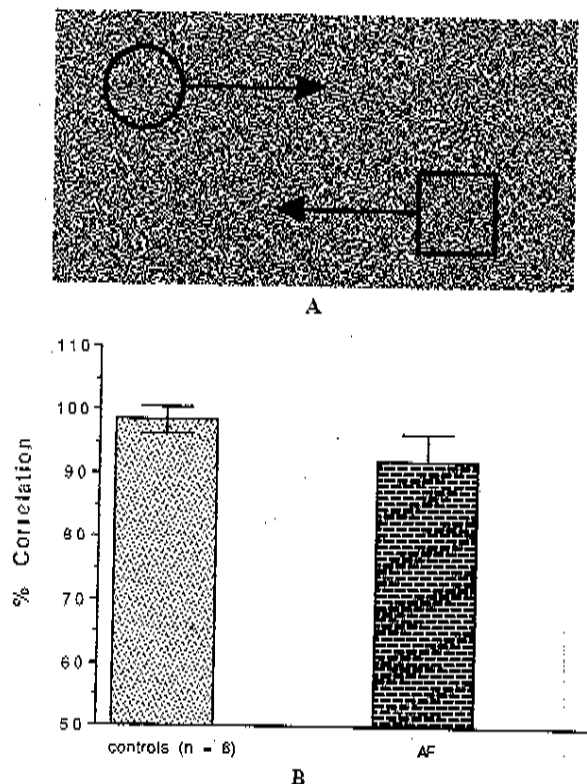 A
110
100
90
80
70
60
50
% Correlation
controls (n = 6)
AF
B